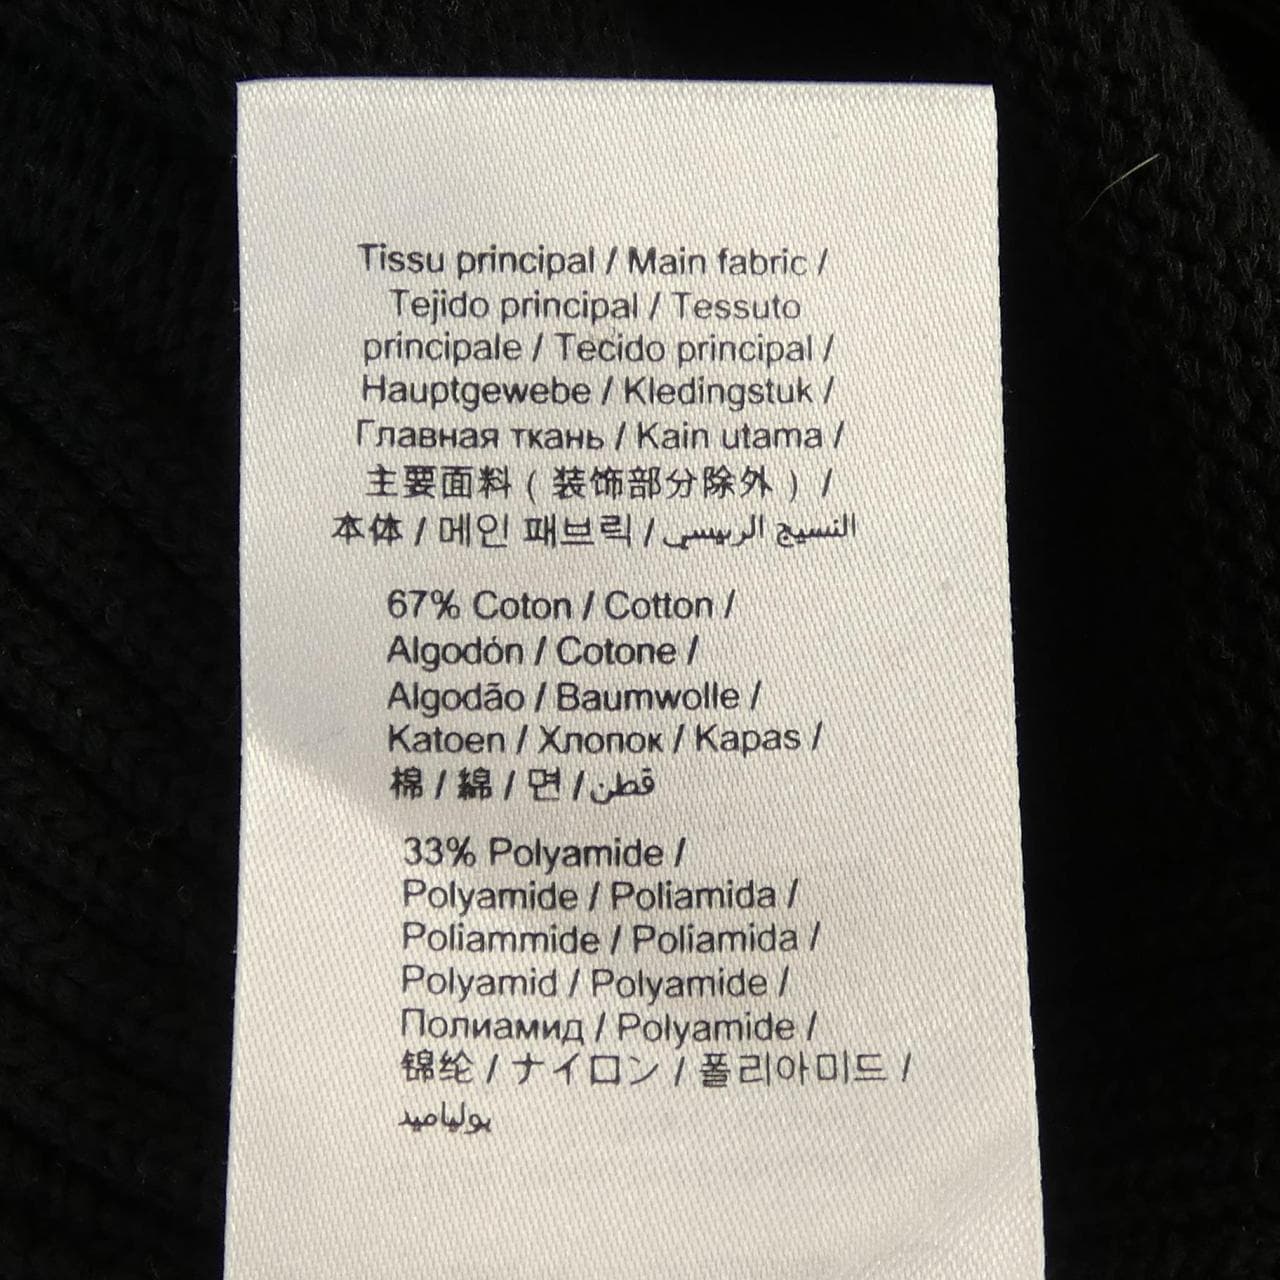 Tissu principal / Main fabric /
Tejido principal / Tessuto
principale / Tecido principal /
Hauptgewebe / Kledingstuk /
Главная ткань / Kain utama /
主要面料（装饰部分除外）/
本体 / 메인 패브릭 / النسيج الريبسي
67% Coton / Cotton /
Algodón / Cotone /
Algodão / Baumwolle /
Katoen / Хлопок / Kapas /
棉 / 綿 / 면 / قطن
33% Polyamide /
Polyamide / Poliamida /
Poliammide / Poliamida /
Polyamid / Polyamide /
Полиамид / Polyamide /
锦纶 / ナイロン / 폴리아미드 /
بولياميد